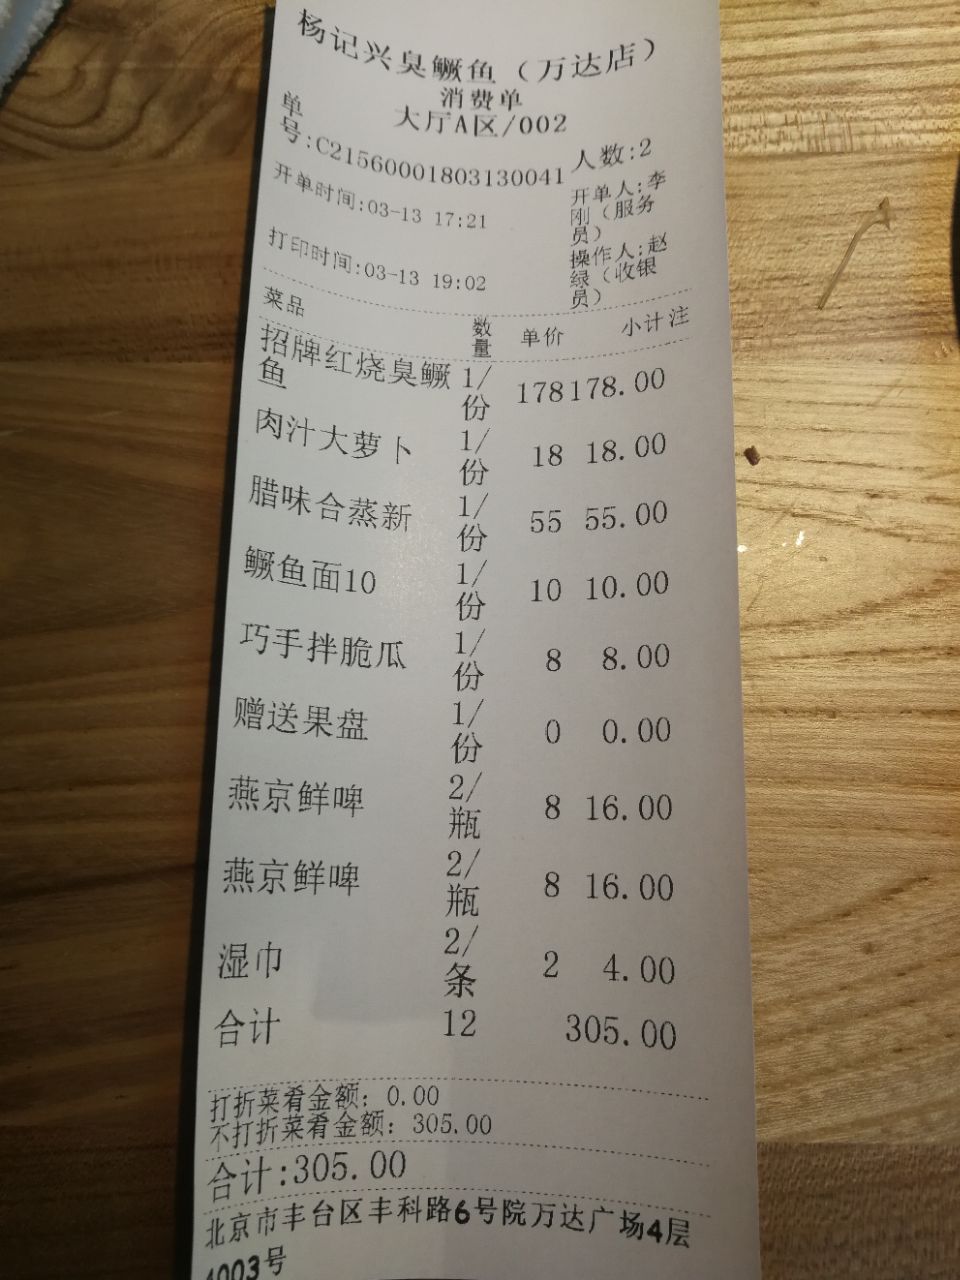 杨记兴臭鳜鱼（万达店）
消费单
大厅A区/002
单号:C215600001803130041 人数:2
开单时间:03-13 17:21 开单人:李刚（服务员）
打印时间:03-13 19:02 操作人:赵绿（收银员）
菜品 数量 单价 小计 注
招牌红烧臭鳜鱼 1/份 178 178.00
肉汁大萝卜 1/份 18 18.00
腊味合蒸新 1/份 55 55.00
鳜鱼面10 1/份 10 10.00
巧手拌脆瓜 1/份 8 8.00
赠送果盘 1/份 0 0.00
燕京鲜啤 2/瓶 8 16.00
燕京鲜啤 2/瓶 8 16.00
湿巾 2/条 2 4.00
合计 12 305.00
打折菜肴金额: 0.00
不打折菜肴金额: 305.00
合计:305.00
北京市丰台区丰科路6号院万达广场4层
4003号